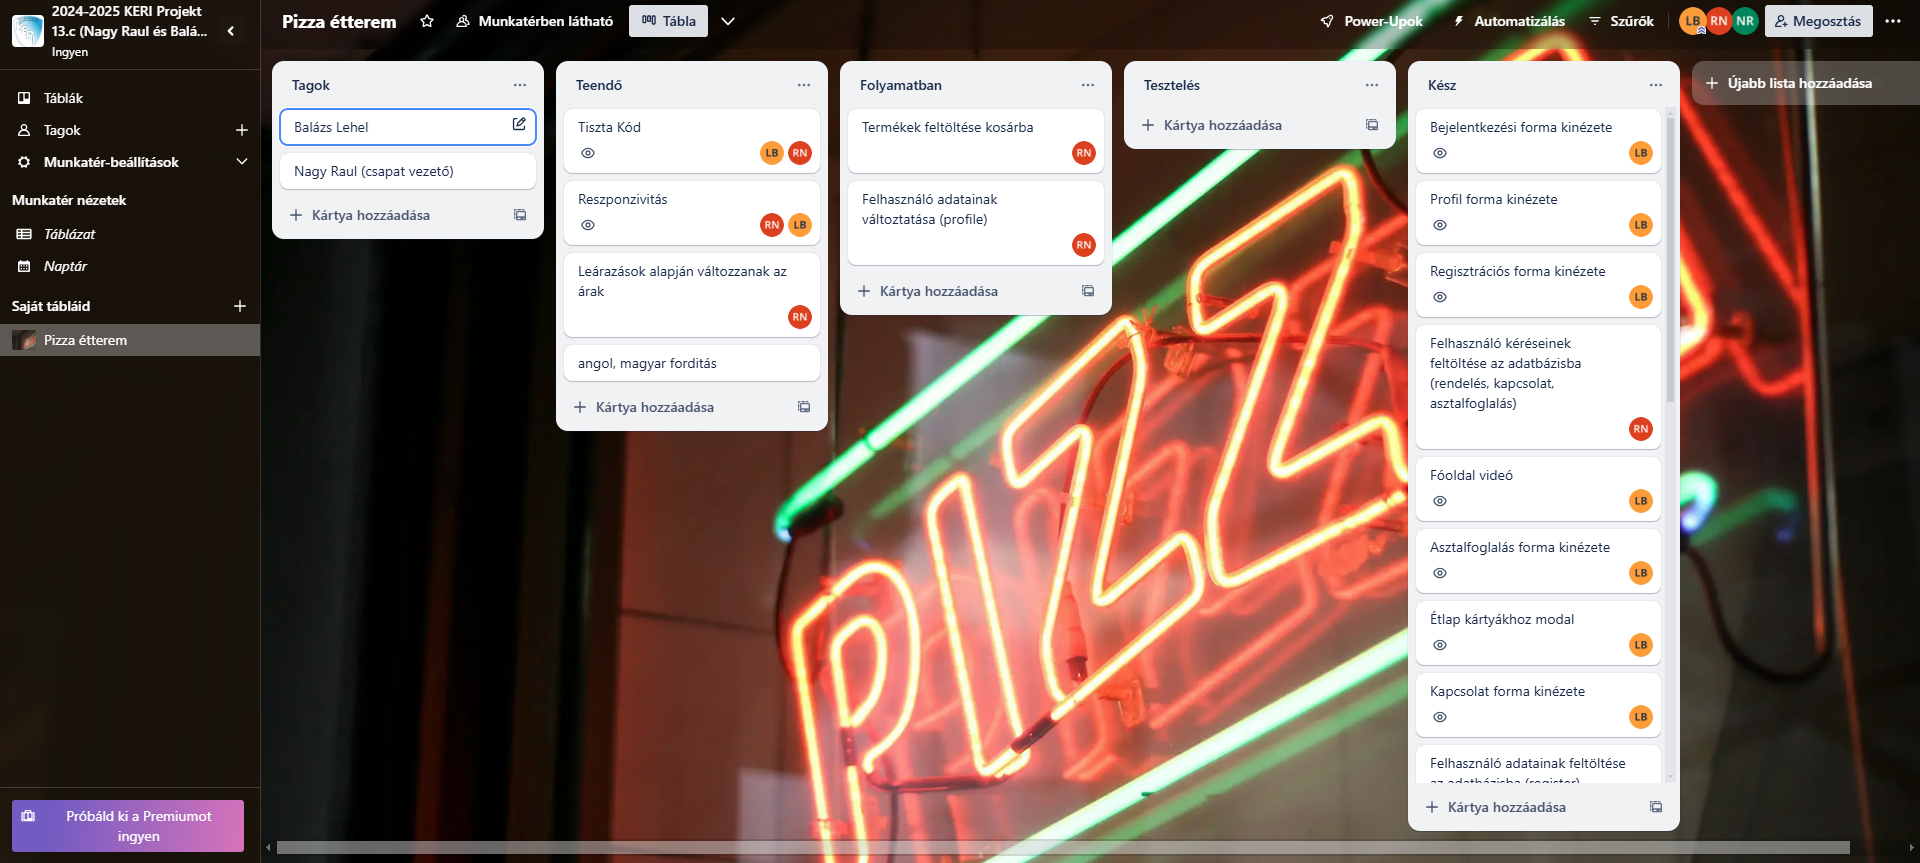 2024-2025 KERI Projekt
13.c (Nagy Raul és Balá...
Ingyen
Táblák
Tagok
Munkatér-beállítások
Munkatér nézetek
Táblázat
Naptár
Saját tábláid
Pizza étterem
Próbáld ki a Premiumot
ingyen
Pizza étterem
Munkatérben látható
Tábla
Power-Upok
Automatizálás
Szűrők
LB
RN
NR
Megosztás
Tagok
Balázs Lehel
Nagy Raul (csapat vezető)
Kártya hozzáadása
Teendő
Tiszta Kód
LB
RN
Reszponzivitás
RN
LB
Leárazások alapján változzanak az
árak
RN
angol, magyar forditás
Kártya hozzáadása
Folyamatban
Termékek feltöltése kosárba
RN
Felhasználó adatainak
változtatása (profile)
RN
Kártya hozzáadása
Tesztelés
Kártya hozzáadása
Kész
Bejelentkezési forma kinézete
LB
Profil forma kinézete
LB
Regisztrációs forma kinézete
LB
Felhasználó kéréseinek
feltöltése az adatbázisba
(rendelés, kapcsolat,
asztalfoglalás)
RN
Fóoldal videó
LB
Asztalfoglalás forma kinézete
LB
Étlap kártyákhoz modal
LB
Kapcsolat forma kinézete
LB
Felhasználó adatainak feltöltése
az adatbázisba (register)
Kártya hozzáadása
Újabb lista hozzáadása
PIZZ